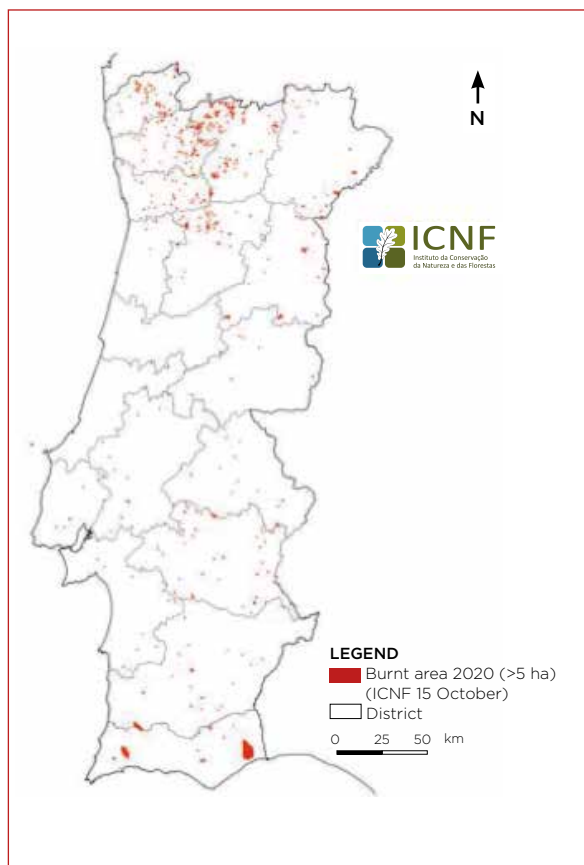 N
ICNF
Instituto da Conservação
da Natureza e das Florestas
LEGEND
Burnt area 2020 (>5 ha)
(ICNF 15 October)
District
0 25 50 km